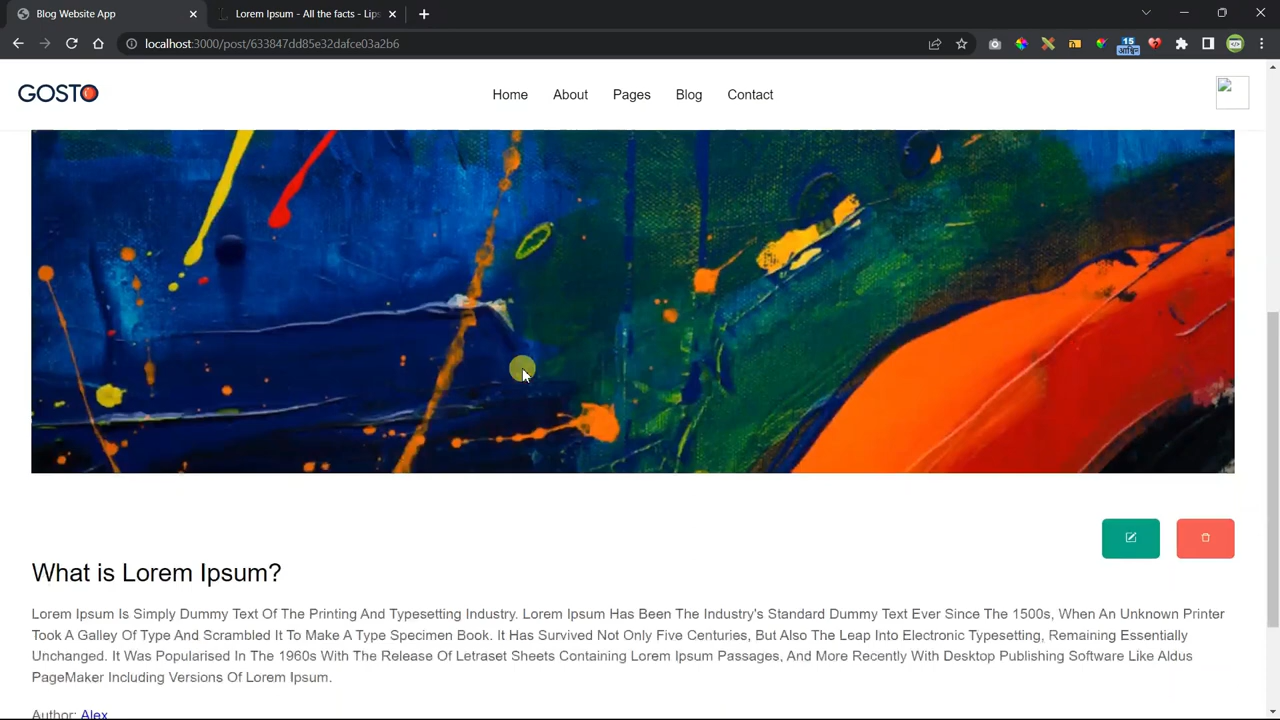 Blog Website App
Lorem Ipsum - All the facts - Lips
localhost:3000/post/633847dd85e32dafce03a2b6
15
GOSTO
Home About Pages Blog Contact
What is Lorem Ipsum?
Lorem Ipsum Is Simply Dummy Text Of The Printing And Typesetting Industry. Lorem Ipsum Has Been The Industry's Standard Dummy Text Ever Since The 1500s, When An Unknown Printer
Took A Galley Of Type And Scrambled It To Make A Type Specimen Book. It Has Survived Not Only Five Centuries, But Also The Leap Into Electronic Typesetting, Remaining Essentially
Unchanged. It Was Popularised In The 1960s With The Release Of Letraset Sheets Containing Lorem Ipsum Passages, And More Recently With Desktop Publishing Software Like Aldus
PageMaker Including Versions Of Lorem Ipsum.
Author: Alex